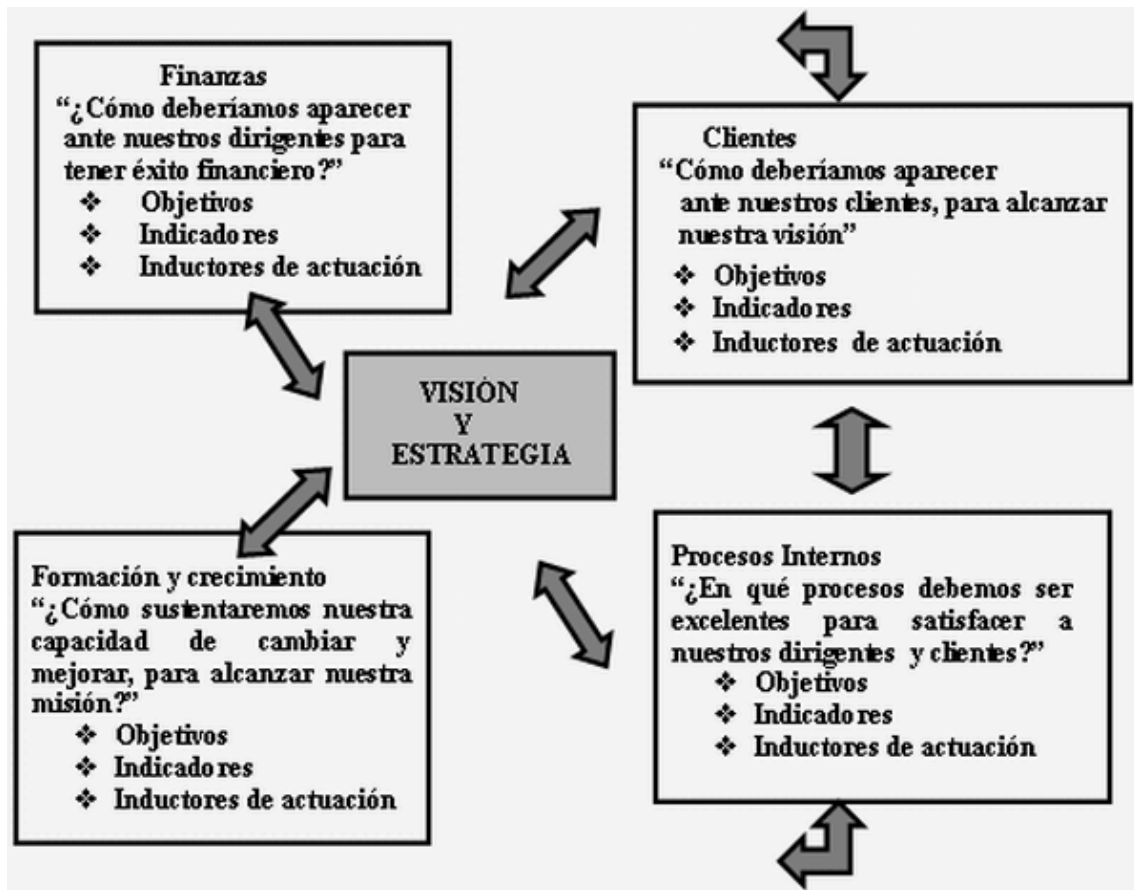 Finanzas
“¿Cómo deberíamos aparecer
ante nuestros dirigentes para
tener éxito financiero?”
❖ Objetivos
❖ Indicadores
❖ Inductores de actuación
Clientes
“Cómo deberíamos aparecer
ante nuestros clientes, para alcanzar
nuestra visión”
❖ Objetivos
❖ Indicadores
❖ Inductores de actuación
VISIÓN
Y
ESTRATEGIA
Formación y crecimiento
“¿Cómo sustentaremos nuestra
capacidad de cambiar y
mejorar, para alcanzar nuestra
misión?”
❖ Objetivos
❖ Indicadores
❖ Inductores de actuación
Procesos Internos
“¿En qué procesos debemos ser
excelentes para satisfacer a
nuestros dirigentes y clientes?”
❖ Objetivos
❖ Indicadores
❖ Inductores de actuación